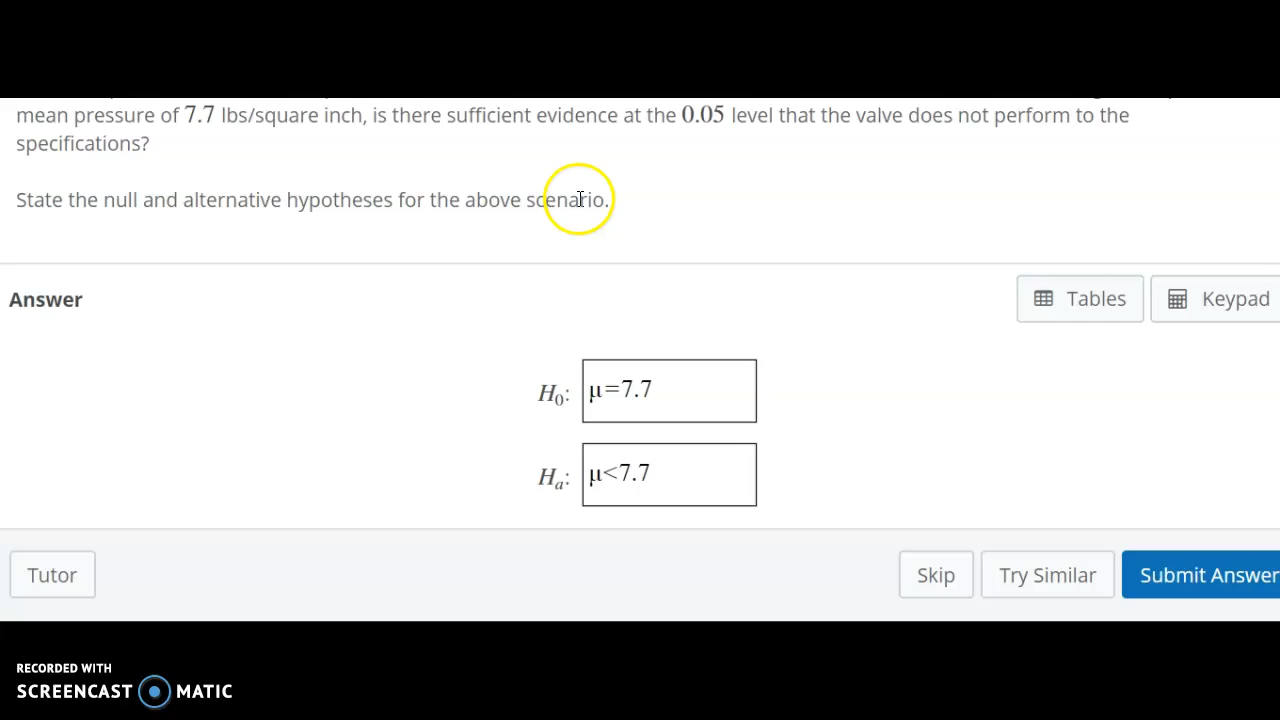 mean pressure of 7.7 lbs/square inch, is there sufficient evidence at the 0.05 level that the valve does not perform to the
specifications?
State the null and alternative hypotheses for the above scenario.
Answer
Tables
Keypad
H₀: μ=7.7
Hₐ: μ<7.7
Tutor
Skip
Try Similar
Submit Answer
RECORDED WITH
SCREENCAST MATIC